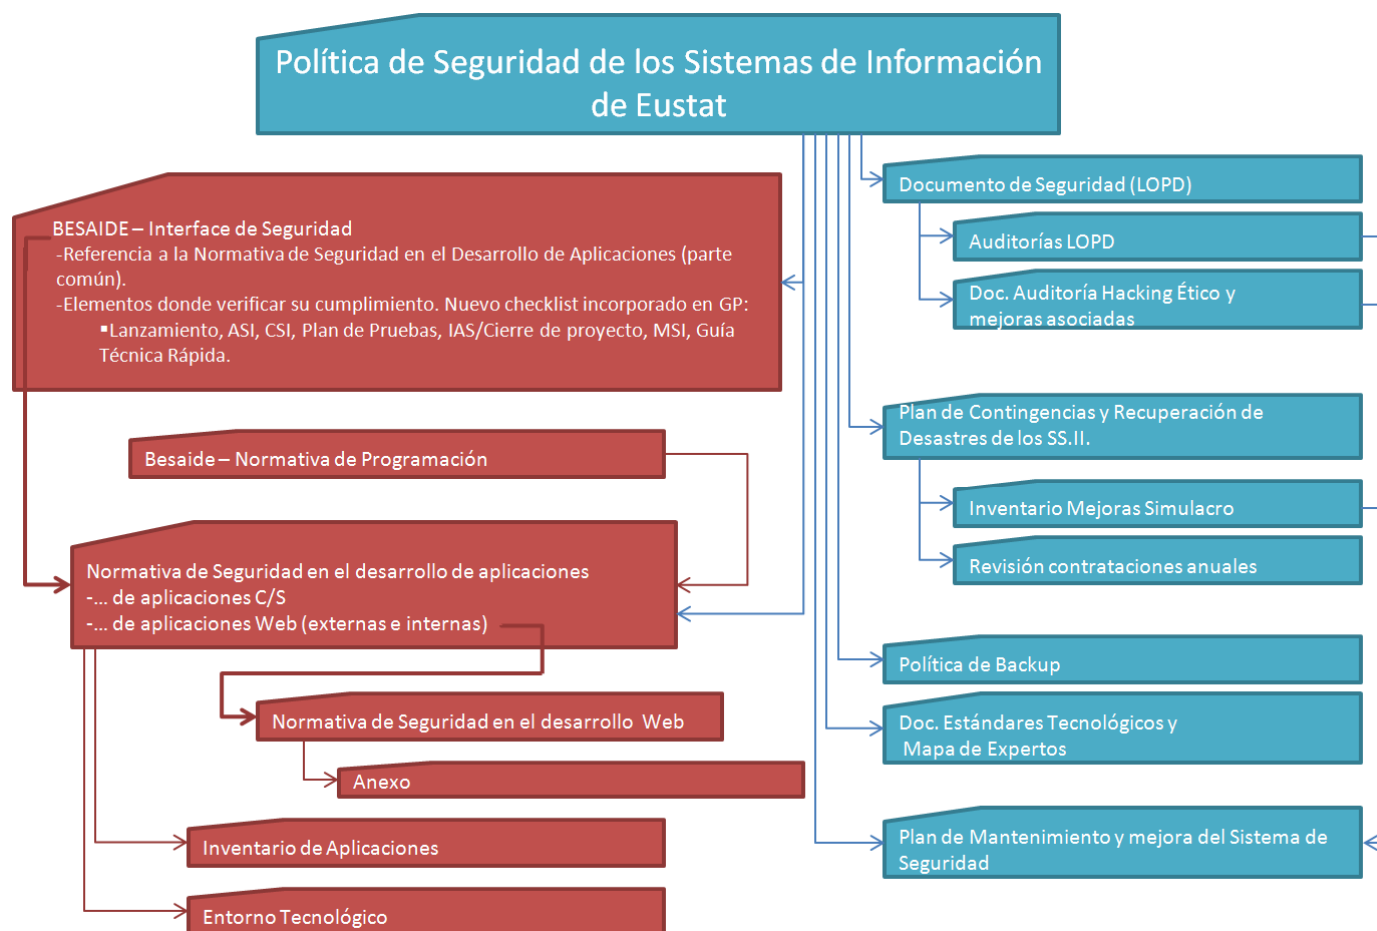 Política de Seguridad de los Sistemas de Información
de Eustat
BESAIDE – Interface de Seguridad
-Referencia a la Normativa de Seguridad en el Desarrollo de Aplicaciones (parte
común).
-Elementos donde verificar su cumplimiento. Nuevo checklist incorporado en GP:
▪Lanzamiento, ASI, CSI, Plan de Pruebas, IAS/Cierre de proyecto, MSI, Guía
Técnica Rápida.
Besaide – Normativa de Programación
Normativa de Seguridad en el desarrollo de aplicaciones
-... de aplicaciones C/S
-... de aplicaciones Web (externas e internas)
Normativa de Seguridad en el desarrollo Web
Anexo
Inventario de Aplicaciones
Entorno Tecnológico
Documento de Seguridad (LOPD)
Auditorías LOPD
Doc. Auditoría Hacking Ético y
mejoras asociadas
Plan de Contingencias y Recuperación de
Desastres de los SS.II.
Inventario Mejoras Simulacro
Revisión contrataciones anuales
Política de Backup
Doc. Estándares Tecnológicos y
Mapa de Expertos
Plan de Mantenimiento y mejora del Sistema de
Seguridad